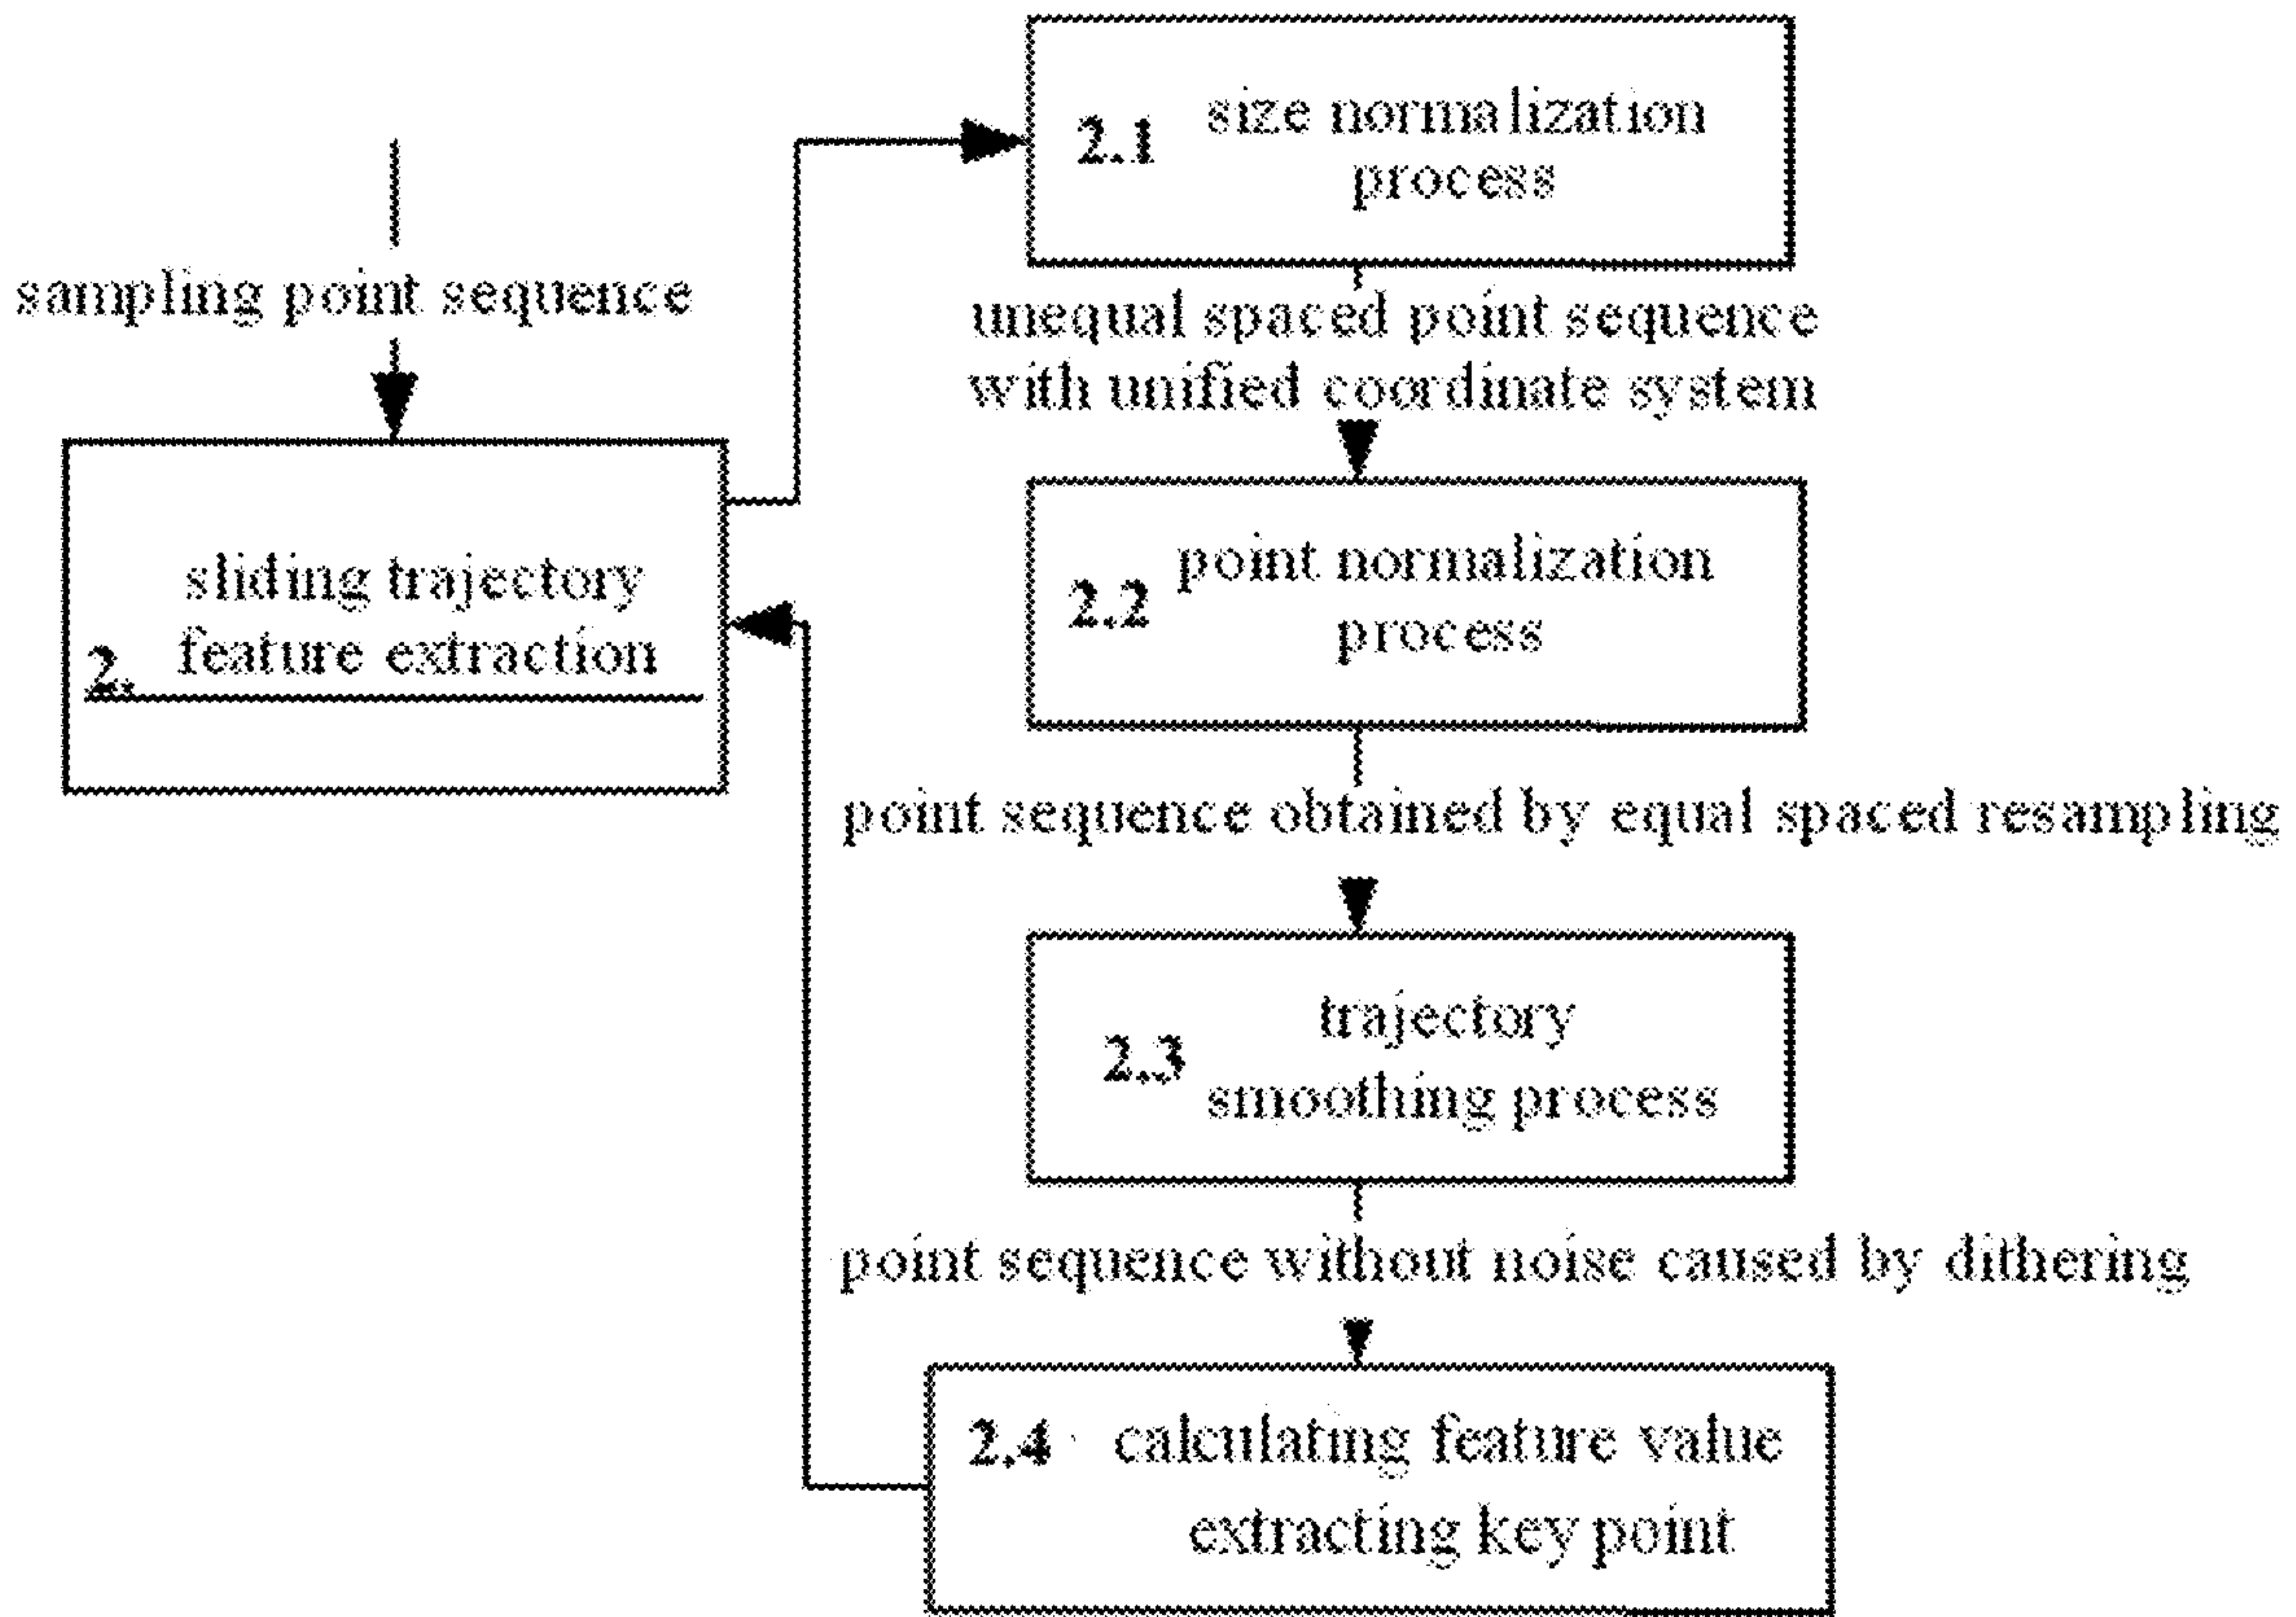 sampling point sequence
2. sliding trajectory
feature extraction
2.1 size normalization
process
unequal spaced point sequence
with unified coordinate system
2.2 point normalization
process
point sequence obtained by equal spaced resampling
2.3 trajectory
smoothing process
point sequence without noise caused by dithering
2.4 calculating feature value
extracting key point